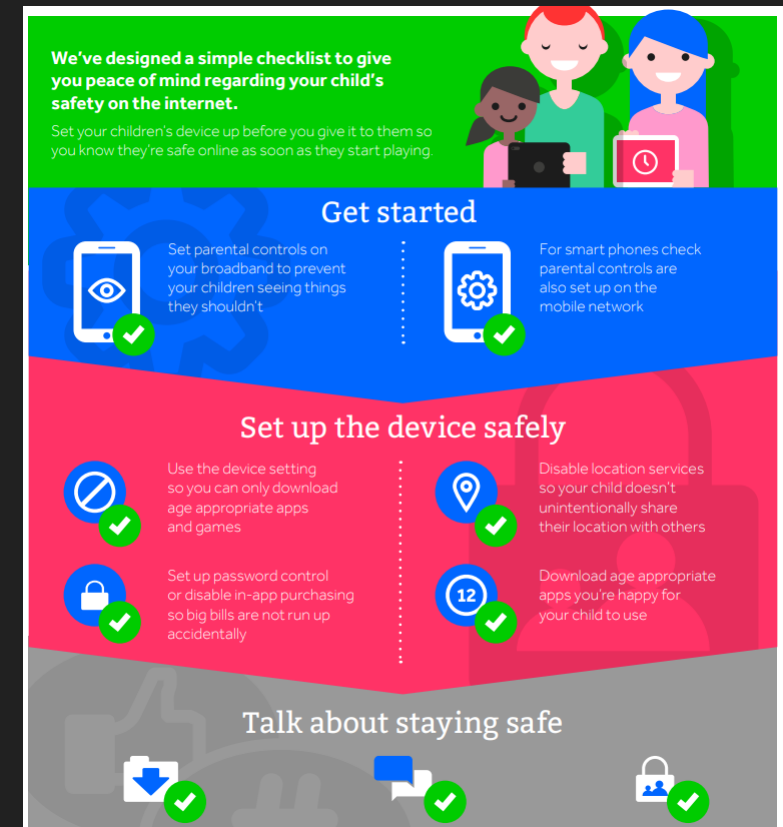 We've designed a simple checklist to give
you peace of mind regarding your child's
safety on the internet.
Set your children's device up before you give it to them so
you know they're safe online as soon as they start playing.
Get started
Set parental controls on
your broadband to prevent
your children seeing things
they shouldn't
For smart phones check
parental controls are
also set up on the
mobile network
Set up the device safely
Use the device setting
so you can only download
age appropriate apps
and games
Disable location services
so your child doesn't
unintentionally share
their location with others
Set up password control
or disable in-app purchasing
so big bills are not run up
accidentally
12
Download age appropriate
apps you're happy for
your child to use
Talk about staying safe